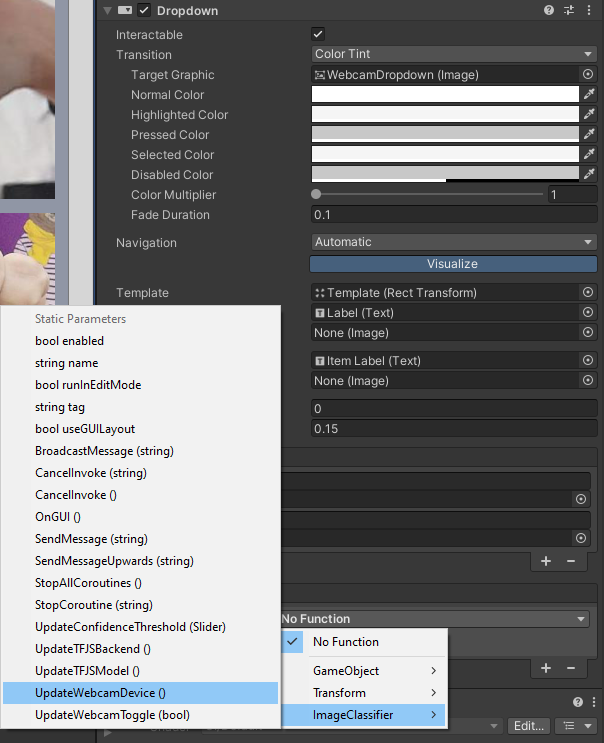 Dropdown
Interactable
Transition Color Tint
Target Graphic WebcamDropdown (Image)
Normal Color
Highlighted Color
Pressed Color
Selected Color
Disabled Color
Color Multiplier 1
Fade Duration 0.1
Navigation Automatic
Visualize
Template Template (Rect Transform)
Label (Text)
None (Image)
Item Label (Text)
None (Image)
0
0.15
Static Parameters
bool enabled
string name
bool runInEditMode
string tag
bool useGUILayout
BroadcastMessage (string)
CancelInvoke (string)
CancelInvoke ()
OnGUI ()
SendMessage (string)
SendMessageUpwards (string)
StopAllCoroutines ()
StopCoroutine (string)
UpdateConfidenceThreshold (Slider)
UpdateTFJSBackend ()
UpdateTFJSModel ()
UpdateWebcamDevice ()
UpdateWebcamToggle (bool)
No Function
No Function
GameObject
Transform
ImageClassifier
Edit...